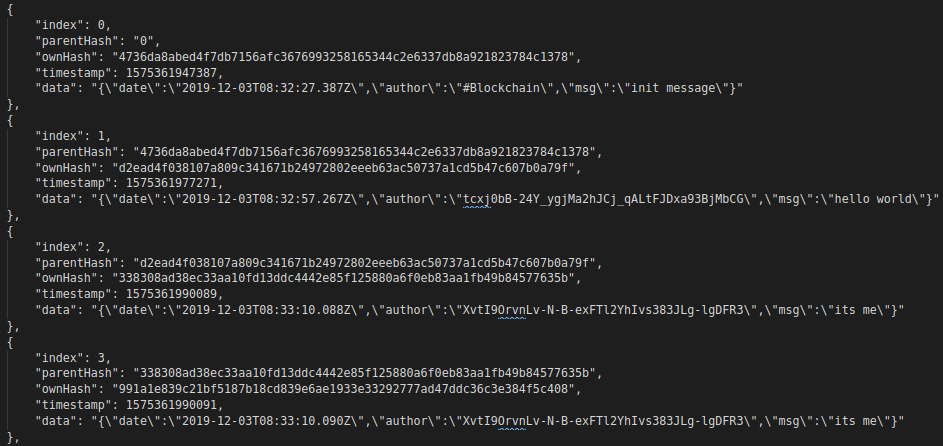 {
"index": 0,
"parentHash": "0",
"ownHash": "4736da8abed4f7db7156afc3676993258165344c2e6337db8a921823784c1378",
"timestamp": 1575361947387,
"data": "{\"date\":\"2019-12-03T08:32:27.387Z\",\"author\":\"#Blockchain\",\"msg\":\"init message\"}"
},
{
"index": 1,
"parentHash": "4736da8abed4f7db7156afc3676993258165344c2e6337db8a921823784c1378",
"ownHash": "d2ead4f038107a809c341671b24972802eeeb63ac50737a1cd5b47c607b0a79f",
"timestamp": 1575361977271,
"data": "{\"date\":\"2019-12-03T08:32:57.267Z\",\"author\":\"tcxj0bB-24Y_ygjMa2hJCj_qALtFJDxa93BjMbCG\",\"msg\":\"hello world\"}"
},
{
"index": 2,
"parentHash": "d2ead4f038107a809c341671b24972802eeeb63ac50737a1cd5b47c607b0a79f",
"ownHash": "338308ad38ec33aa10fd13ddc4442e85f125880a6f0eb83aa1fb49b84577635b",
"timestamp": 1575361990089,
"data": "{\"date\":\"2019-12-03T08:33:10.088Z\",\"author\":\"XvtI9OrvnLv-N-B-exFTl2YhIvs383JLg-lgDFR3\",\"msg\":\"its me\"}"
},
{
"index": 3,
"parentHash": "338308ad38ec33aa10fd13ddc4442e85f125880a6f0eb83aa1fb49b84577635b",
"ownHash": "991a1e839c21bf5187b18cd839e6ae1933e33292777ad47ddc36c3e384f5c408",
"timestamp": 1575361990091,
"data": "{\"date\":\"2019-12-03T08:33:10.090Z\",\"author\":\"XvtI9OrvnLv-N-B-exFTl2YhIvs383JLg-lgDFR3\",\"msg\":\"its me\"}"
},